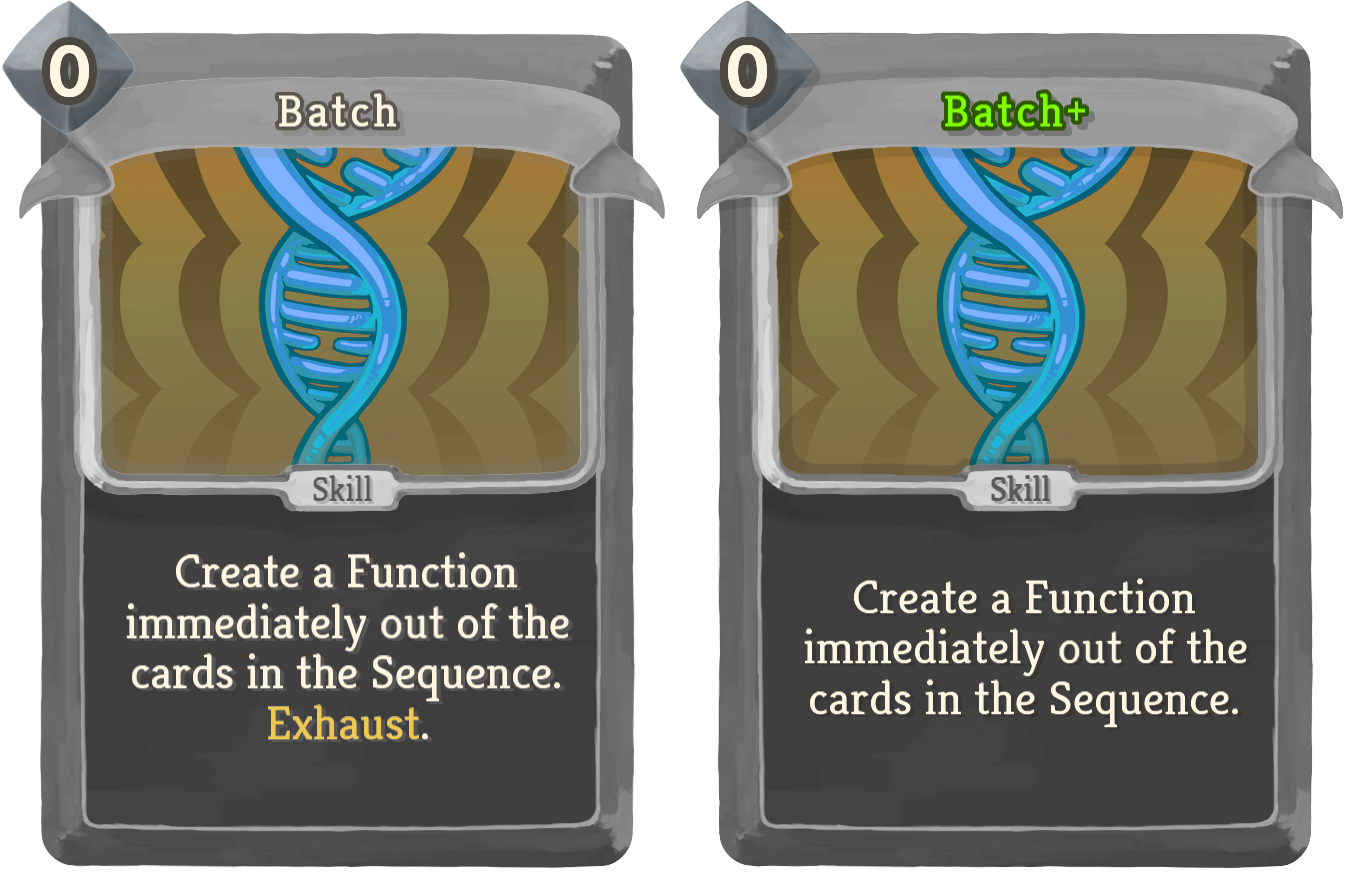 0
Batch
Skill
Create a Function
immediately out of the
cards in the Sequence.
Exhaust.
0
Batch+
Skill
Create a Function
immediately out of the
cards in the Sequence.